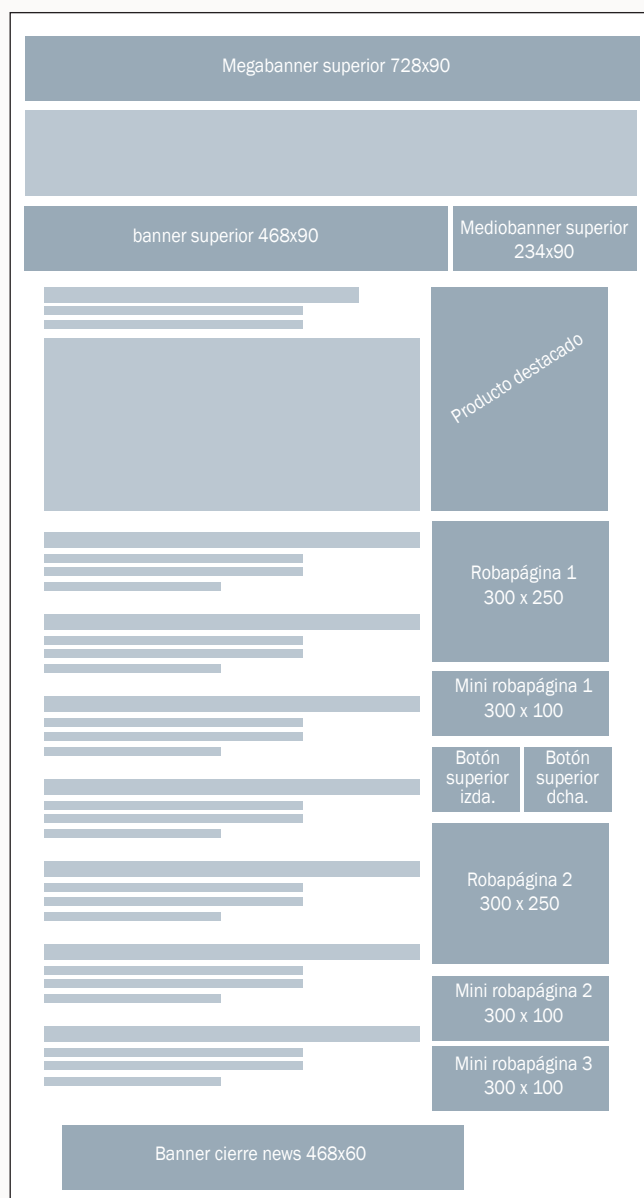 Megabanner superior 728x90
banner superior 468x90
Mediobanner superior
234x90
Producto destacado
Robapágina 1
300 x 250
Mini robapágina 1
300 x 100
Botón
superior
izda.
Botón
superior
dcha.
Robapágina 2
300 x 250
Mini robapágina 2
300 x 100
Mini robapágina 3
300 x 100
Banner cierre news 468x60